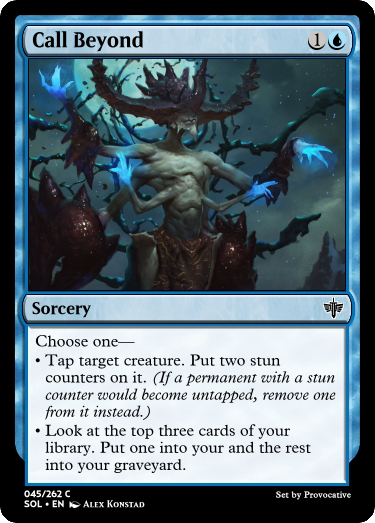 Call Beyond 1
Sorcery
Choose one—
• Tap target creature. Put two stun
counters on it. (If a permanent with a stun
counter would become untapped, remove one
from it instead.)
• Look at the top three cards of your
library. Put one into your and the rest
into your graveyard.
045/262 C
SOL • EN Alex Konstad
Set by Provocative